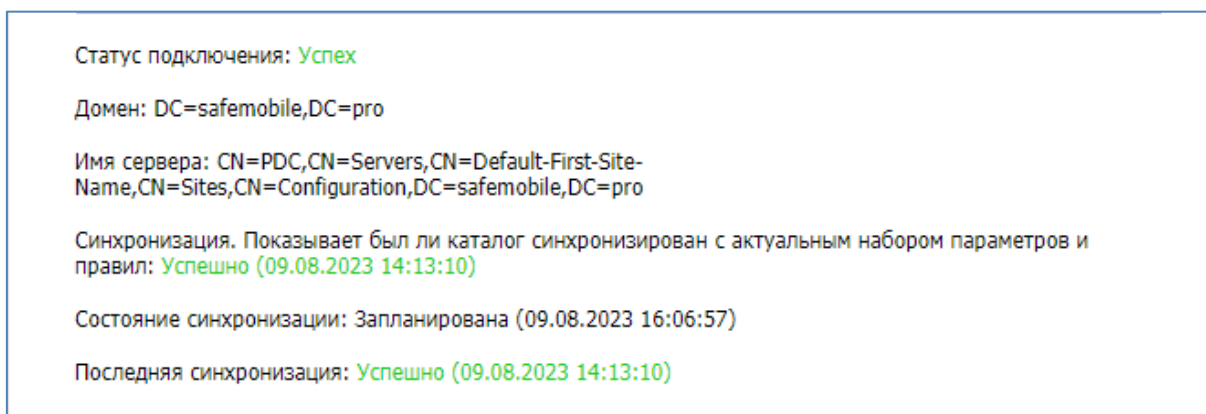 Статус подключения: Успех
Домен: DC=safemobile,DC=pro
Имя сервера: CN=PDC,CN=Servers,CN=Default-First-Site-
Name,CN=Sites,CN=Configuration,DC=safemobile,DC=pro
Синхронизация. Показывает был ли каталог синхронизирован с актуальным набором параметров и
правил: Успешно (09.08.2023 14:13:10)
Состояние синхронизации: Запланирована (09.08.2023 16:06:57)
Последняя синхронизация: Успешно (09.08.2023 14:13:10)